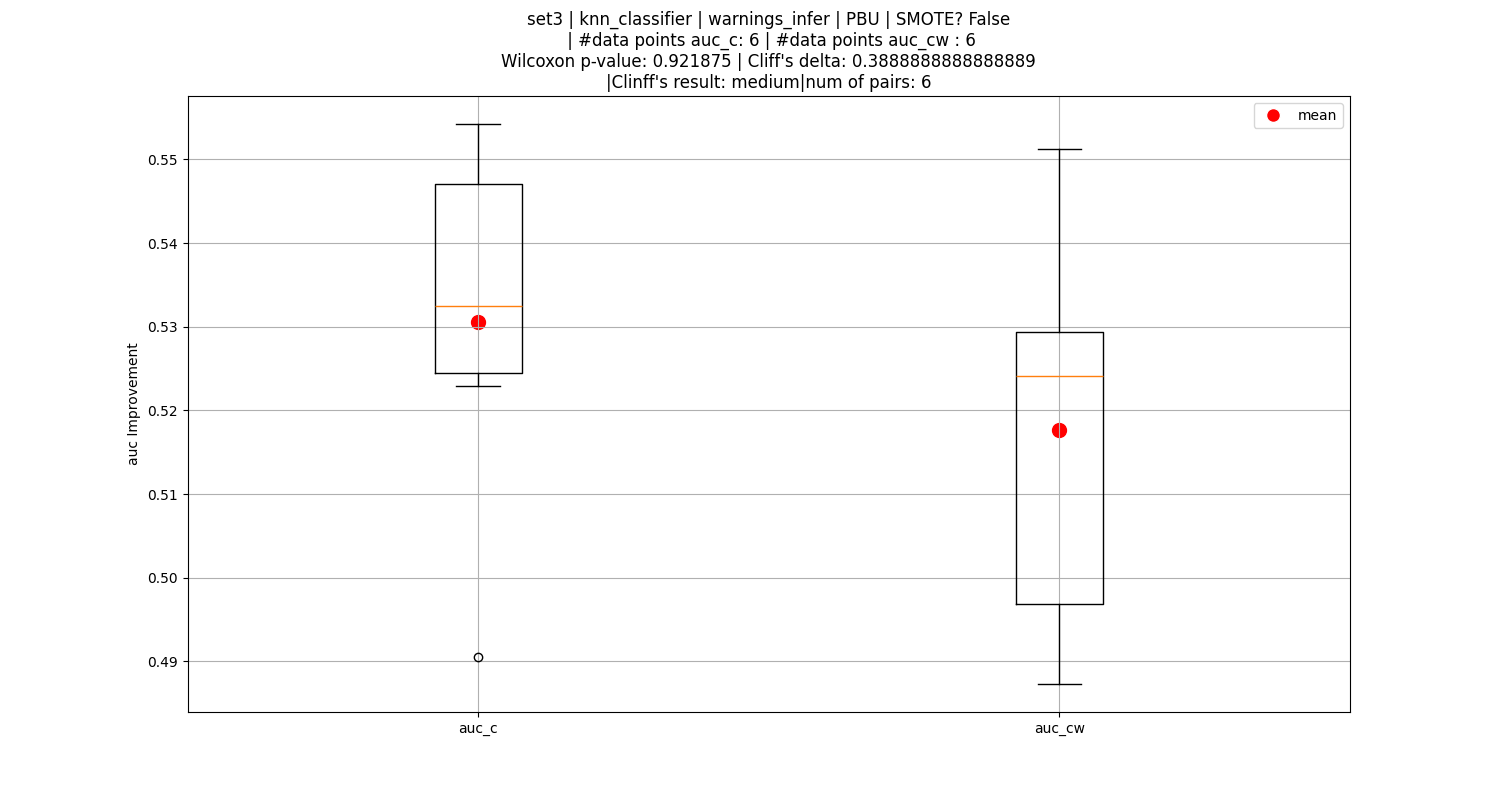 set3 | knn_classifier | warnings_infer | PBU | SMOTE? False
| #data points auc_c: 6 | #data points auc_cw : 6
Wilcoxon p-value: 0.921875 | Cliff's delta: 0.3888888888888889
|Clinff's result: medium|num of pairs: 6
mean
0.55
0.54
0.53
0.52
0.51
0.50
0.49
auc Improvement
auc_c
auc_cw